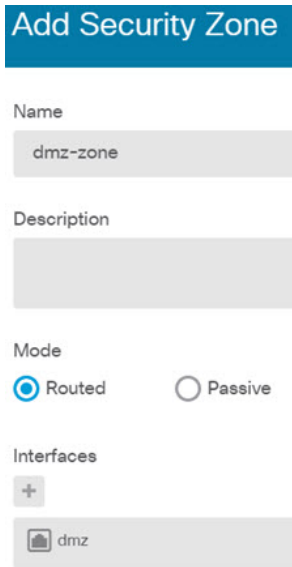 Add Security Zone
Name
dmz-zone
Description
Mode
Routed Passive
Interfaces
+
dmz